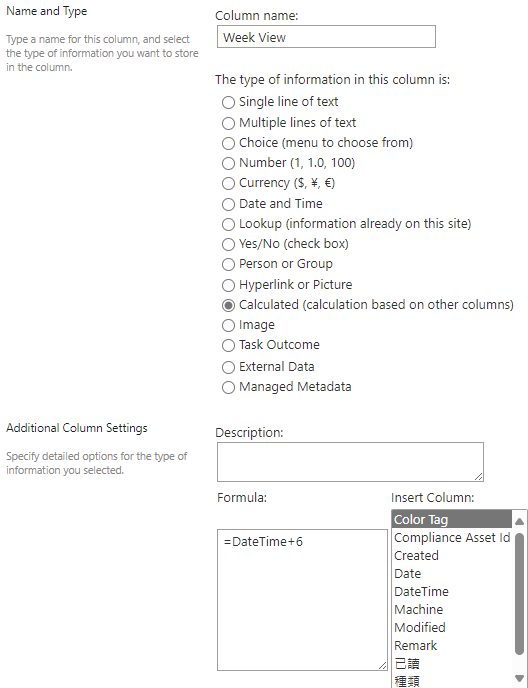 Name and Type
Type a name for this column, and select
the type of information you want to store
in the column.
Column name:
Week View
The type of information in this column is:
Single line of text
Multiple lines of text
Choice (menu to choose from)
Number (1, 1.0, 100)
Currency ($, ¥, €)
Date and Time
Lookup (information already on this site)
Yes/No (check box)
Person or Group
Hyperlink or Picture
Calculated (calculation based on other columns)
Image
Task Outcome
External Data
Managed Metadata
Additional Column Settings
Specify detailed options for the type of
information you selected.
Description:
Formula:
=DateTime+6
Insert Column:
Color Tag
Compliance Asset Id
Created
Date
DateTime
Machine
Modified
Remark
已讀
種類